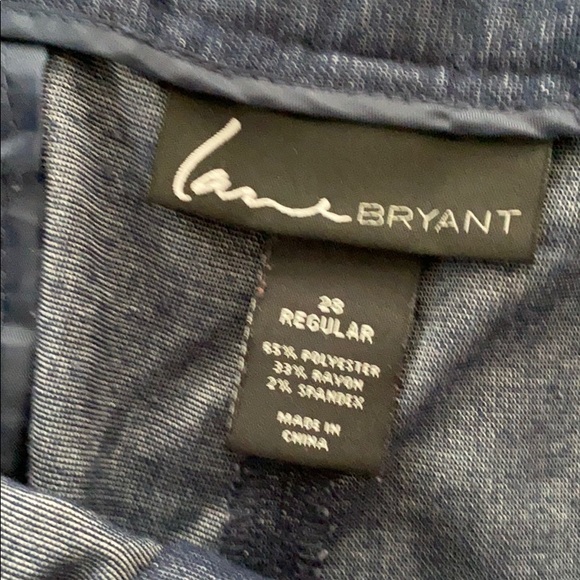 Lane BRYANT
28
REGULAR
65% POLYESTER
33% RAYON
2% SPANDEX
MADE IN
CHINA